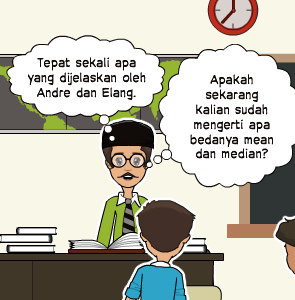 Tepat sekali apa
yang dijelaskan oleh
Andre dan Elang.
Apakah
sekarang
kalian sudah
mengerti apa
bedanya mean
dan median?